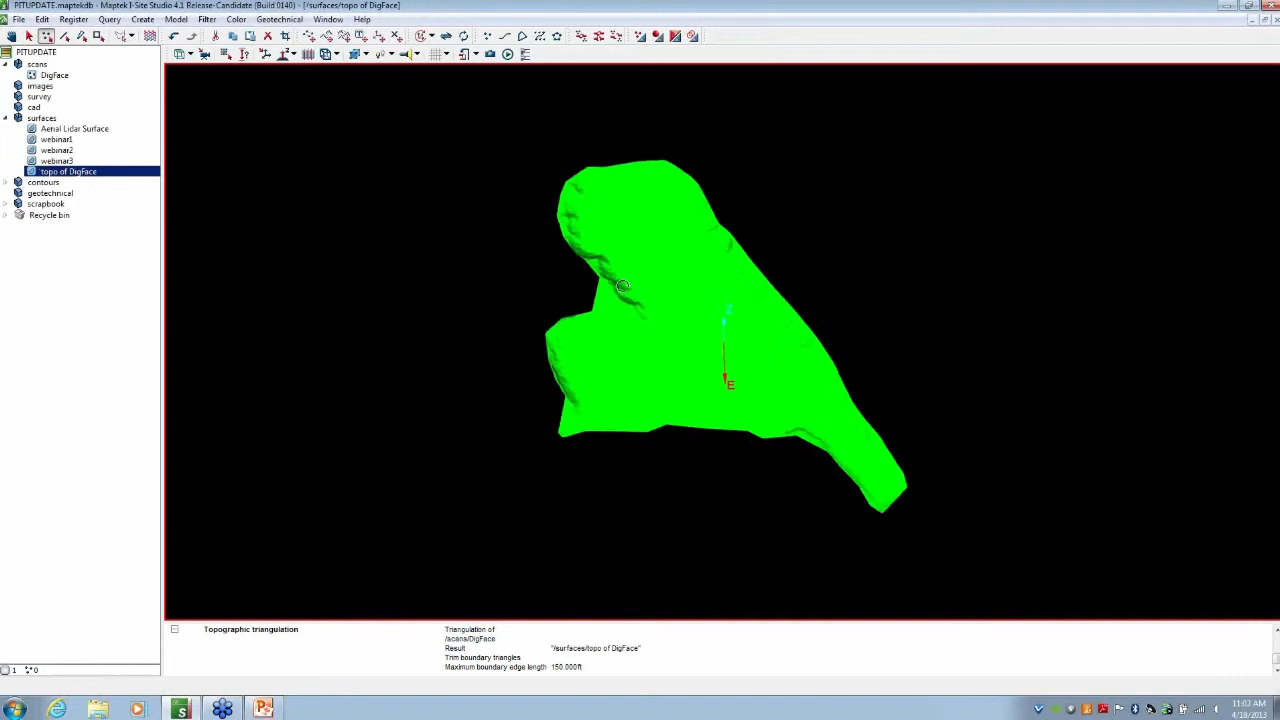 PITUPDATE.maptekdb - Maptek I-Site Studio 4.1 Release-Candidate (Build 0140) - [/surfaces/topo of DigFace]
File Edit Register Query Create Model Filter Color Geotechnical Window Help
PITUPDATE
scans
DigFace
images
survey
cad
surfaces
Aerial Lidar Surface
webinar1
webinar2
webinar3
topo of DigFace
contours
geotechnical
scrapbook
Recycle bin
Z
E
Topographic triangulation
Triangulation of
/scans/DigFace
Result "/surfaces/topo of DigFace"
Trim boundary triangles
Maximum boundary edge length 150.000ft
1 0
11:02 AM
4/18/2013